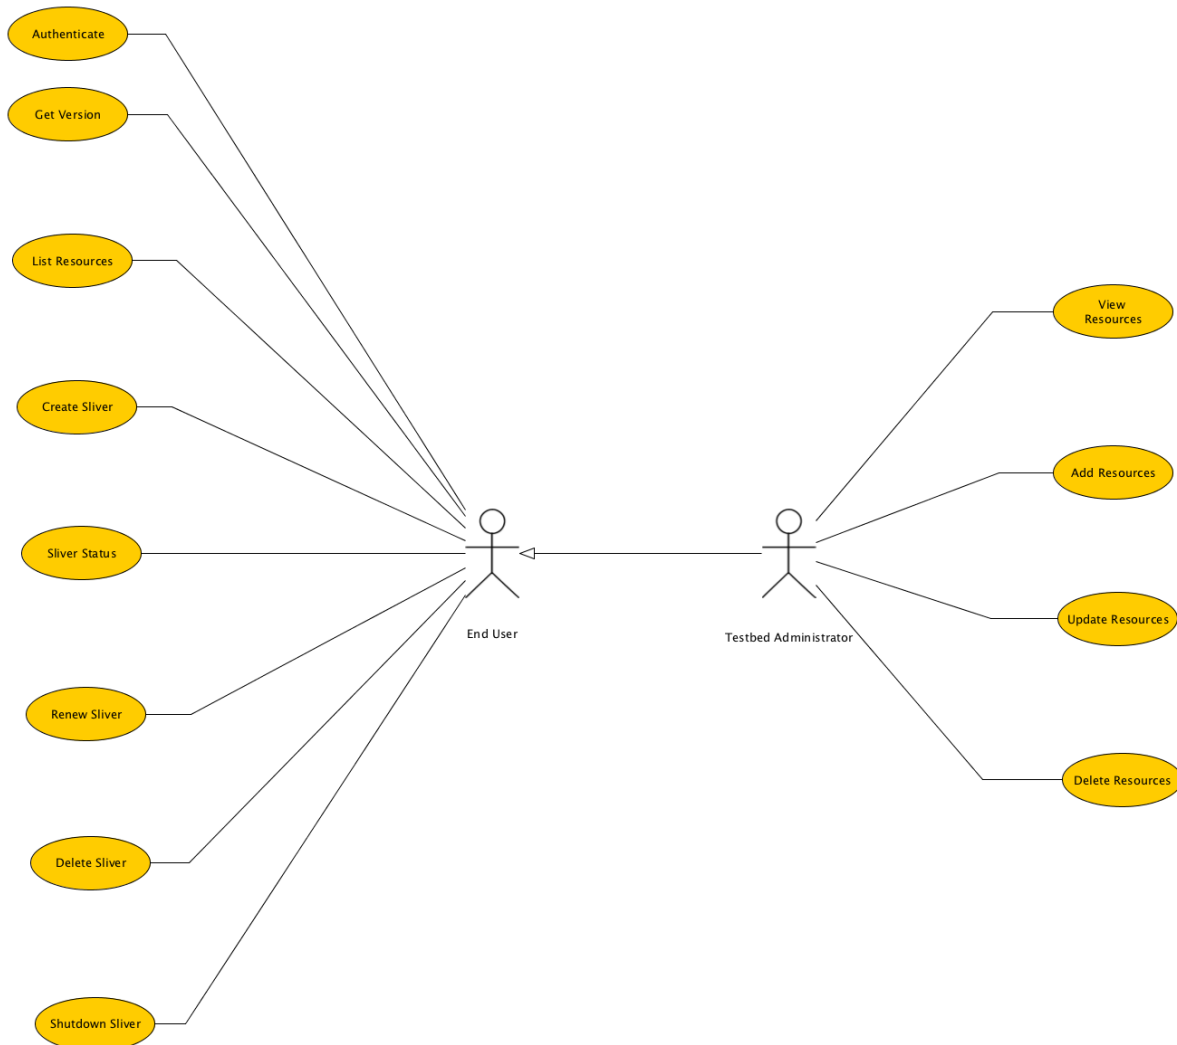 Authenticate
Get Version
List Resources
View
Resources
Create Sliver
Add Resources
Sliver Status
End User
Testbed Administrator
Update Resources
Renew Sliver
Delete Resources
Delete Sliver
Shutdown Sliver